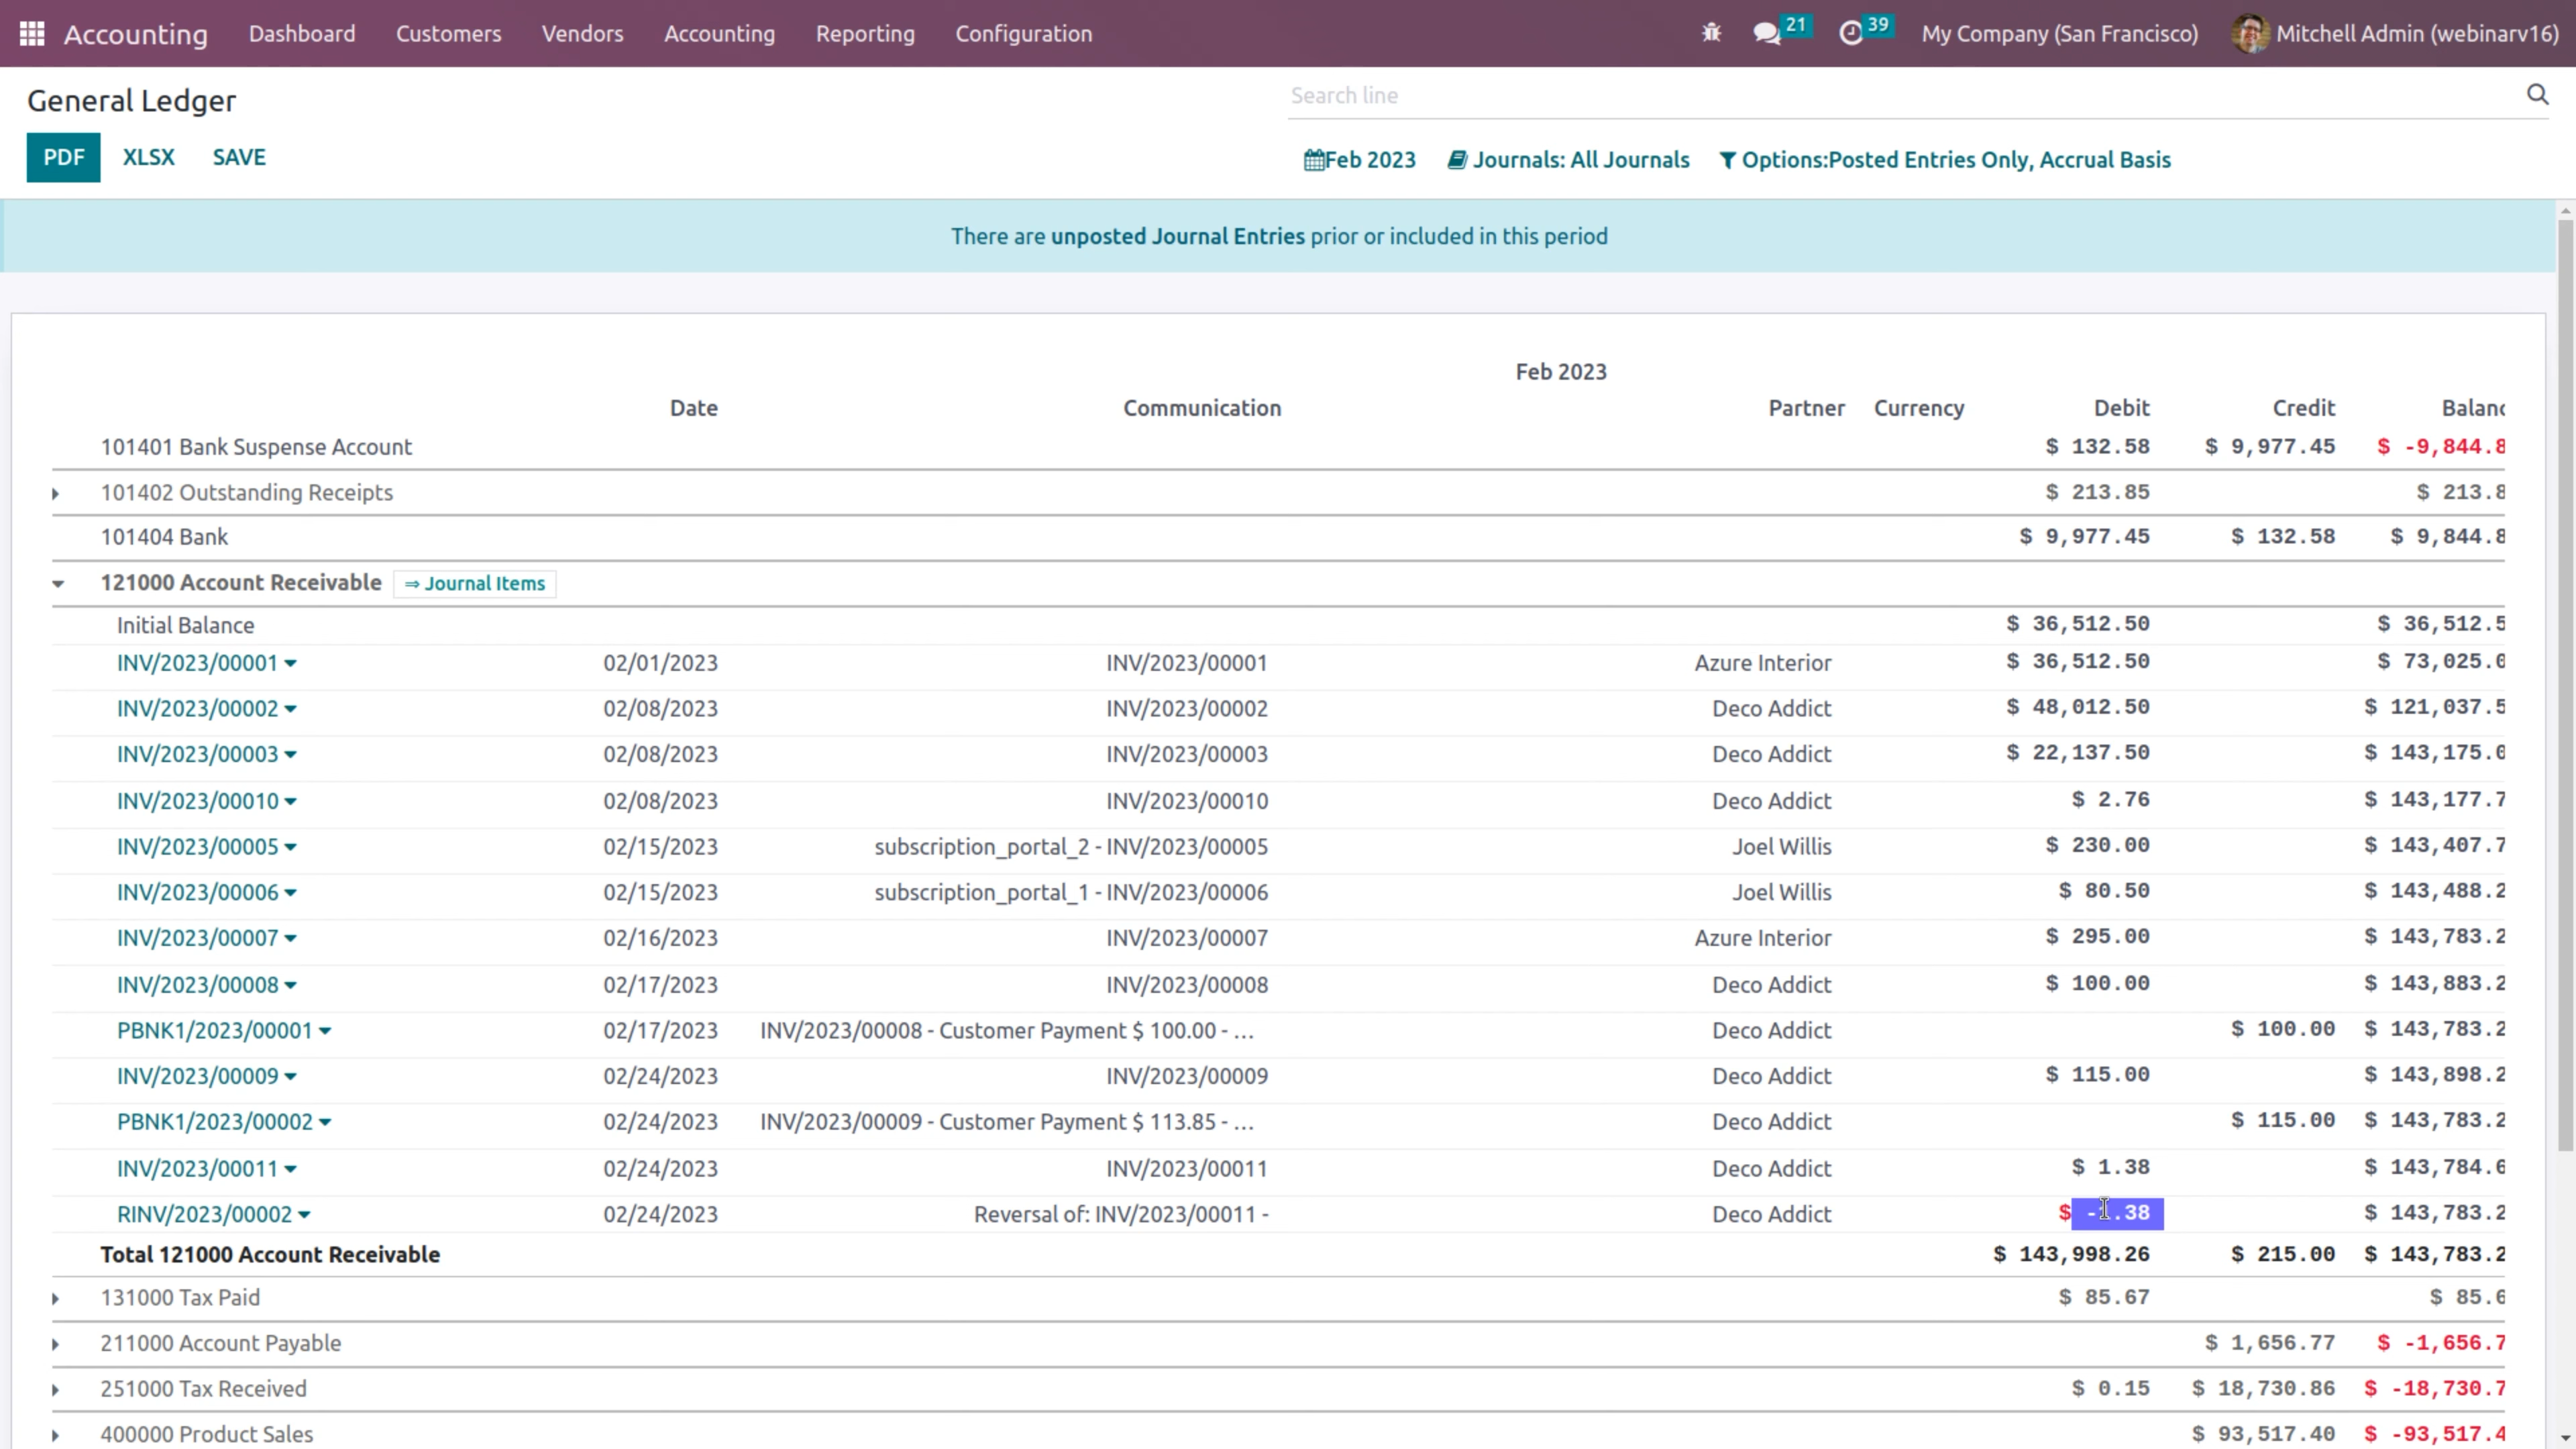 Accounting Dashboard Customers Vendors Accounting Reporting Configuration 21 39 My Company (San Francisco) Mitchell Admin (webinarv16)
General Ledger
Search line
PDF XLSX SAVE
Feb 2023 Journals: All Journals Options:Posted Entries Only, Accrual Basis
There are unposted Journal Entries prior or included in this period
Feb 2023
Date Communication Partner Currency Debit Credit Balanc
101401 Bank Suspense Account $ 132.58 $ 9,977.45 $ -9,844.8
101402 Outstanding Receipts $ 213.85 $ 213.8
101404 Bank $ 9,977.45 $ 132.58 $ 9,844.8
121000 Account Receivable ⇒ Journal Items
Initial Balance $ 36,512.50 $ 36,512.5
INV/2023/00001 02/01/2023 INV/2023/00001 Azure Interior $ 36,512.50 $ 73,025.0
INV/2023/00002 02/08/2023 INV/2023/00002 Deco Addict $ 48,012.50 $ 121,037.5
INV/2023/00003 02/08/2023 INV/2023/00003 Deco Addict $ 22,137.50 $ 143,175.0
INV/2023/00010 02/08/2023 INV/2023/00010 Deco Addict $ 2.76 $ 143,177.7
INV/2023/00005 02/15/2023 subscription_portal_2 - INV/2023/00005 Joel Willis $ 230.00 $ 143,407.7
INV/2023/00006 02/15/2023 subscription_portal_1 - INV/2023/00006 Joel Willis $ 80.50 $ 143,488.2
INV/2023/00007 02/16/2023 INV/2023/00007 Azure Interior $ 295.00 $ 143,783.2
INV/2023/00008 02/17/2023 INV/2023/00008 Deco Addict $ 100.00 $ 143,883.2
PBNK1/2023/00001 02/17/2023 INV/2023/00008 - Customer Payment $ 100.00 - ... Deco Addict $ 100.00 $ 143,783.2
INV/2023/00009 02/24/2023 INV/2023/00009 Deco Addict $ 115.00 $ 143,898.2
PBNK1/2023/00002 02/24/2023 INV/2023/00009 - Customer Payment $ 113.85 - ... Deco Addict $ 115.00 $ 143,783.2
INV/2023/00011 02/24/2023 INV/2023/00011 Deco Addict $ 1.38 $ 143,784.6
RINV/2023/00002 02/24/2023 Reversal of: INV/2023/00011 - Deco Addict $ -1.38 $ 143,783.2
Total 121000 Account Receivable $ 143,998.26 $ 215.00 $ 143,783.2
131000 Tax Paid $ 85.67 $ 85.6
211000 Account Payable $ 1,656.77 $ -1,656.7
251000 Tax Received $ 0.15 $ 18,730.86 $ -18,730.7
400000 Product Sales $ 93,517.40 $ -93,517.4